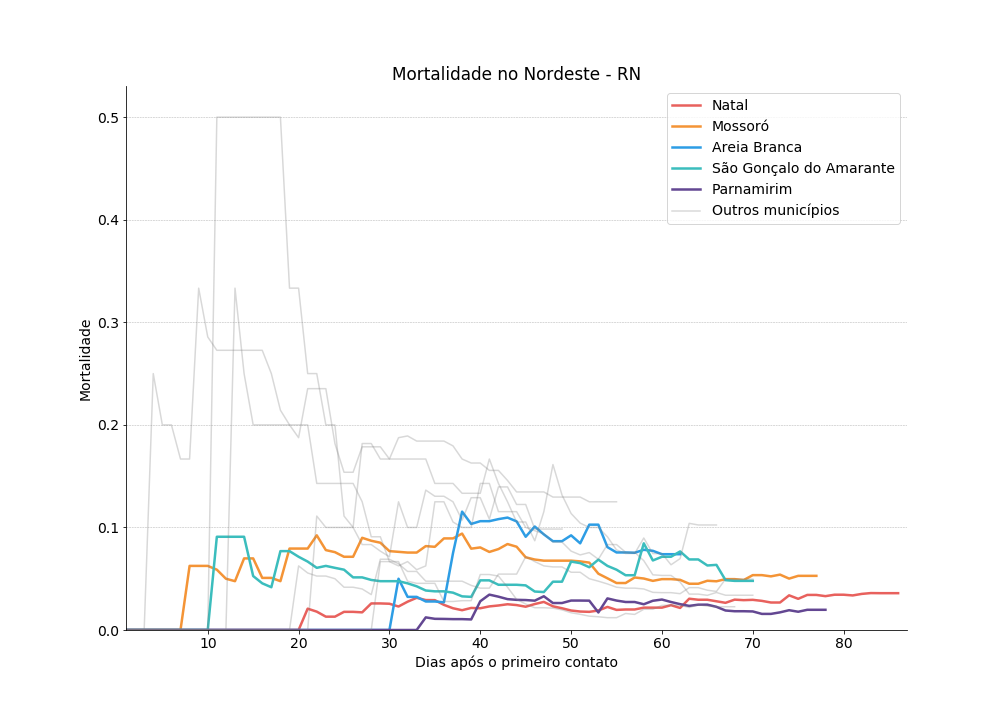 Mortalidade no Nordeste - RN
Natal
Mossoró
Areia Branca
São Gonçalo do Amarante
Parnamirim
Outros municípios
Mortalidade
0.5
0.4
0.3
0.2
0.1
0.0
10 20 30 40 50 60 70 80
Dias após o primeiro contato